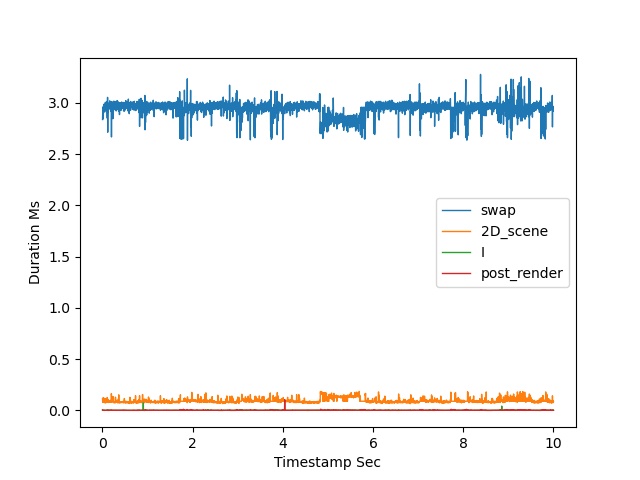 3.0
2.5
2.0
1.5
1.0
0.5
0.0
Duration Ms
swap
2D_scene
I
post_render
0
2
4
6
8
10
Timestamp Sec